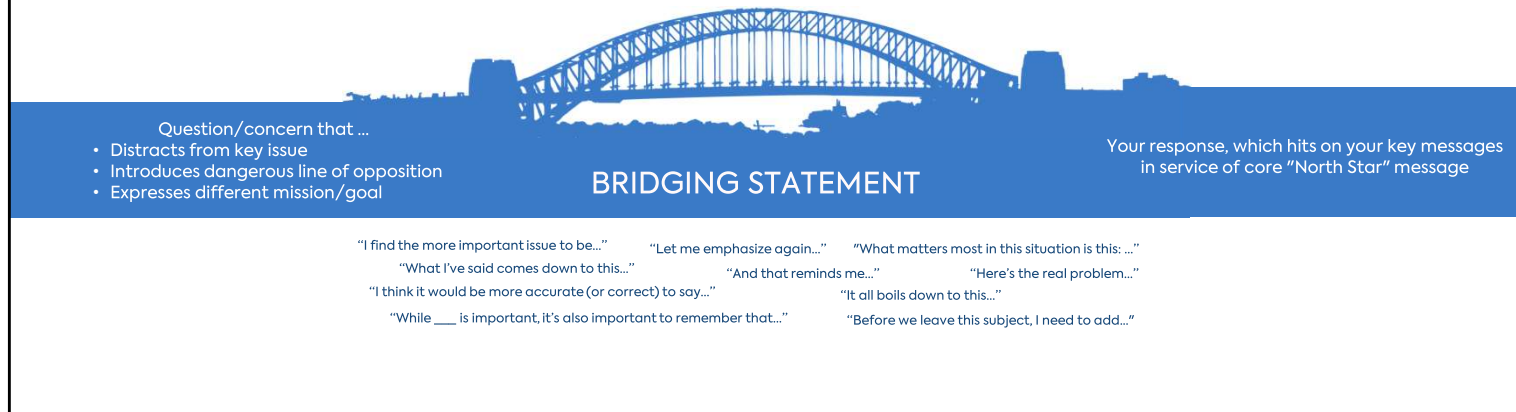 Question/concern that ...
• Distracts from key issue
• Introduces dangerous line of opposition
• Expresses different mission/goal
BRIDGING STATEMENT
Your response, which hits on your key messages
in service of core "North Star" message
“I find the more important issue to be...”
“Let me emphasize again...”
"What matters most in this situation is this: ...”
“What I’ve said comes down to this...”
“And that reminds me...”
“Here’s the real problem...”
“I think it would be more accurate (or correct) to say...”
“It all boils down to this...”
“While ___ is important, it’s also important to remember that...”
“Before we leave this subject, I need to add..."